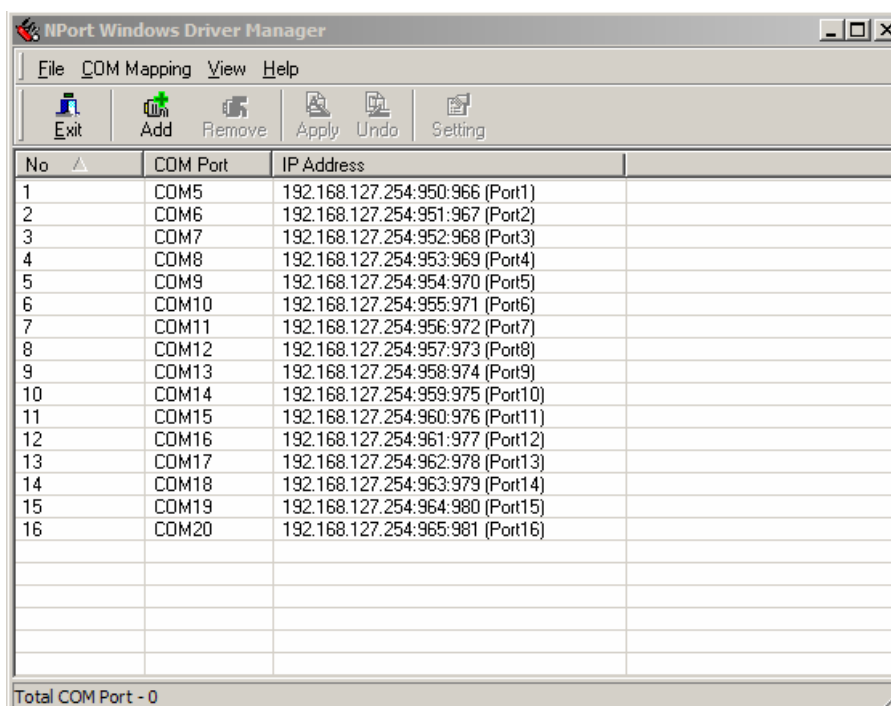 NPort Windows Driver Manager
File COM Mapping View Help
Exit Add Remove Apply Undo Setting
No COM Port IP Address
1 COM5 192.168.127.254:950:966 (Port1)
2 COM6 192.168.127.254:951:967 (Port2)
3 COM7 192.168.127.254:952:968 (Port3)
4 COM8 192.168.127.254:953:969 (Port4)
5 COM9 192.168.127.254:954:970 (Port5)
6 COM10 192.168.127.254:955:971 (Port6)
7 COM11 192.168.127.254:956:972 (Port7)
8 COM12 192.168.127.254:957:973 (Port8)
9 COM13 192.168.127.254:958:974 (Port9)
10 COM14 192.168.127.254:959:975 (Port10)
11 COM15 192.168.127.254:960:976 (Port11)
12 COM16 192.168.127.254:961:977 (Port12)
13 COM17 192.168.127.254:962:978 (Port13)
14 COM18 192.168.127.254:963:979 (Port14)
15 COM19 192.168.127.254:964:980 (Port15)
16 COM20 192.168.127.254:965:981 (Port16)
Total COM Port - 0